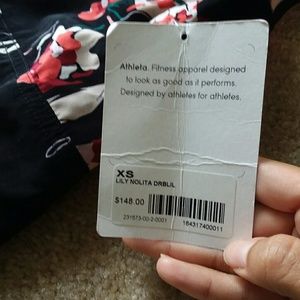 Athleta. Fitness apparel designed
to look as good as it performs.
Designed by athletes for athletes.
XS
LILY NOLITA DRBLIL
$148.00
231573-00-2-0001
164317400011